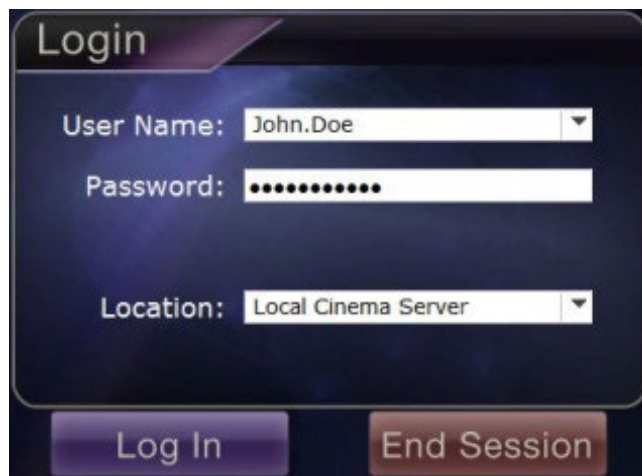 Login
User Name: John.Doe
Password: •••••••••••
Location: Local Cinema Server
Log In End Session